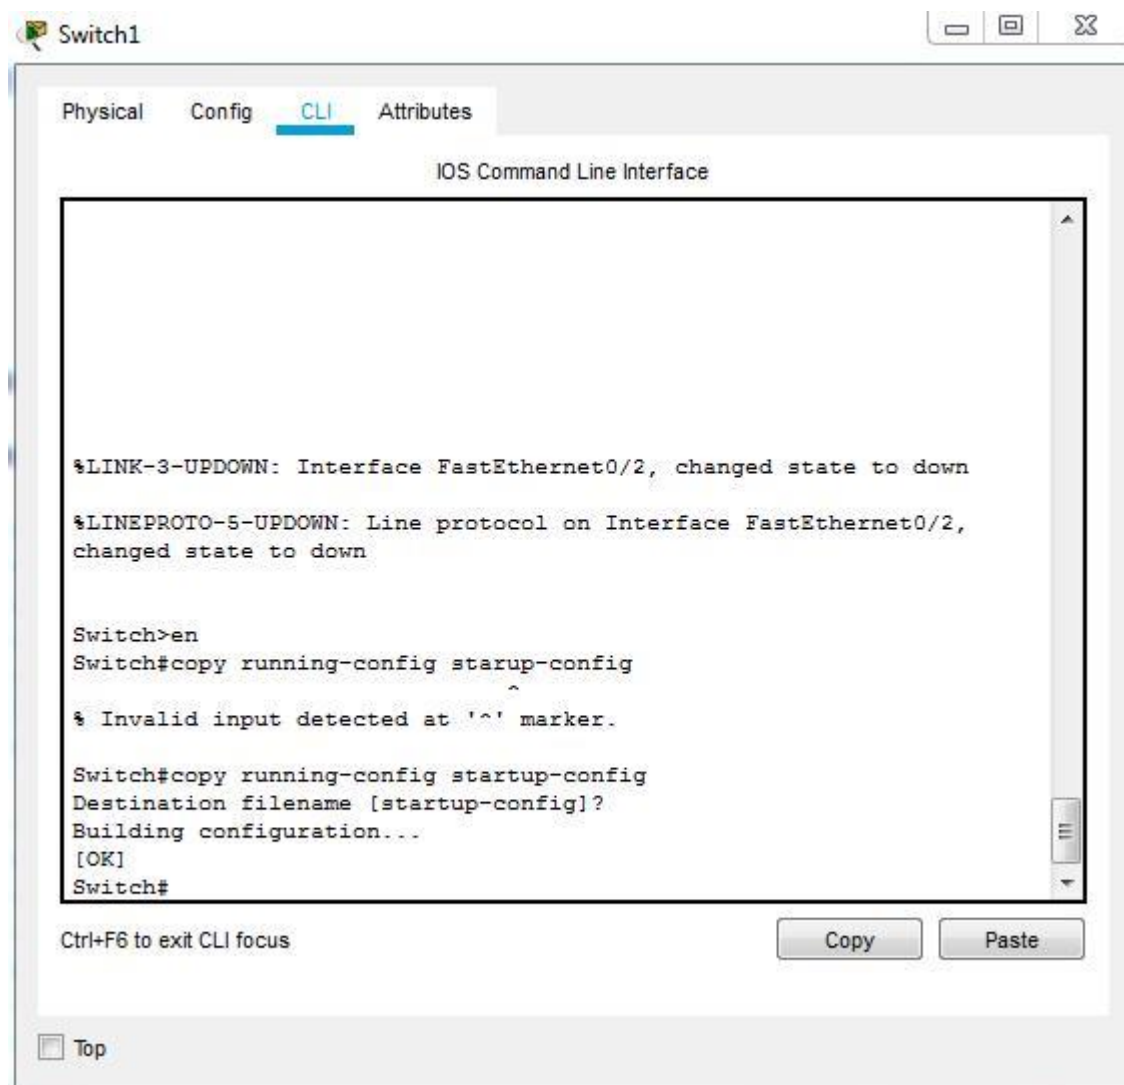 Switch1
Physical Config CLI Attributes
IOS Command Line Interface
%LINK-3-UPDOWN: Interface FastEthernet0/2, changed state to down
%LINEPROTO-5-UPDOWN: Line protocol on Interface FastEthernet0/2,
changed state to down
Switch>en
Switch#copy running-config starup-config
^
% Invalid input detected at '^' marker.
Switch#copy running-config startup-config
Destination filename [startup-config]?
Building configuration...
[OK]
Switch#
Ctrl+F6 to exit CLI focus
Copy Paste
Top